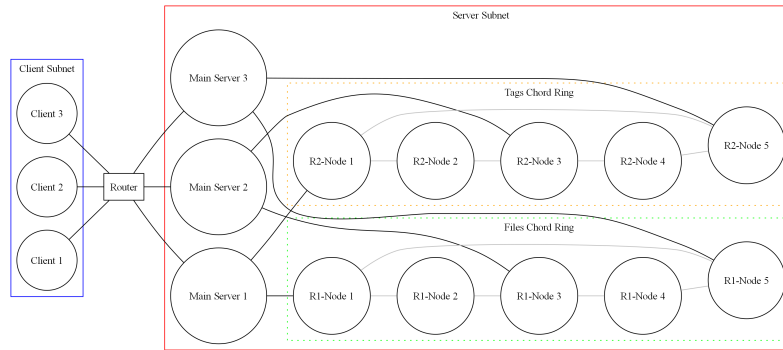 Server Subnet
Client Subnet
Client 3
Client 2
Client 1
Router
Main Server 3
Main Server 2
Main Server 1
Tags Chord Ring
R2-Node 1
R2-Node 2
R2-Node 3
R2-Node 4
R2-Node 5
Files Chord Ring
R1-Node 1
R1-Node 2
R1-Node 3
R1-Node 4
R1-Node 5